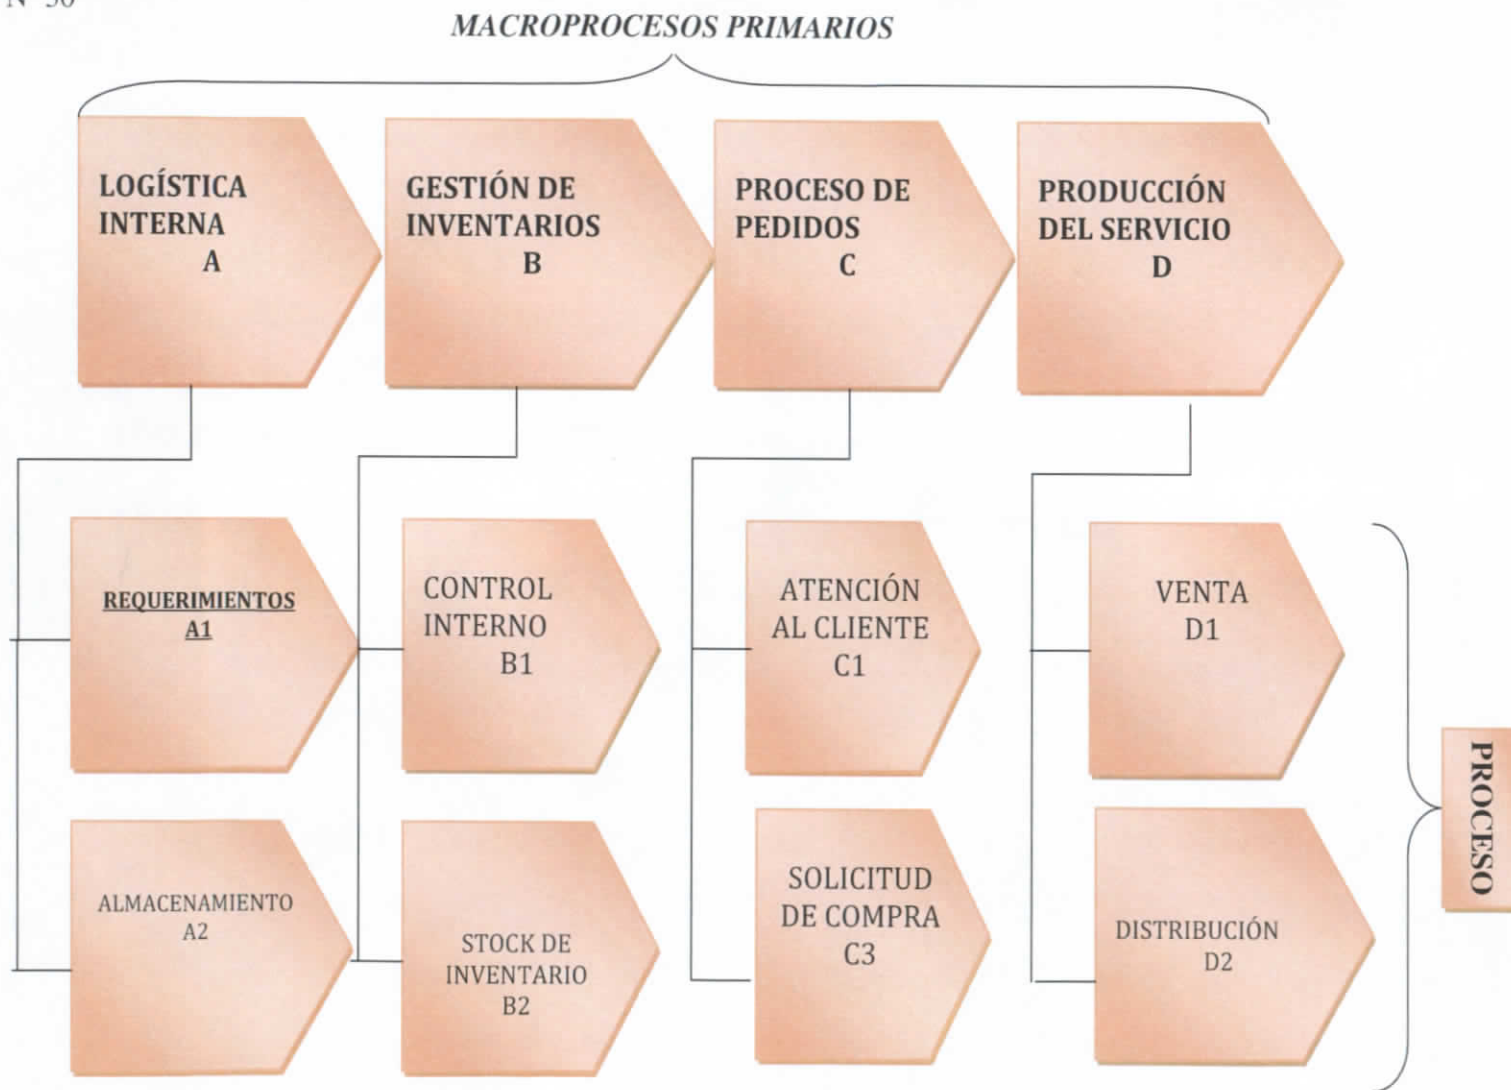 N° 30
MACROPROCESOS PRIMARIOS
LOGÍSTICA
INTERNA
A
GESTIÓN DE
INVENTARIOS
B
PROCESO DE
PEDIDOS
C
PRODUCCIÓN
DEL SERVICIO
D
REQUERIMIENTOS
A1
CONTROL
INTERNO
B1
ATENCIÓN
AL CLIENTE
C1
VENTA
D1
PROCESO
ALMACENAMIENTO
A2
STOCK DE
INVENTARIO
B2
SOLICITUD
DE COMPRA
C3
DISTRIBUCIÓN
D2